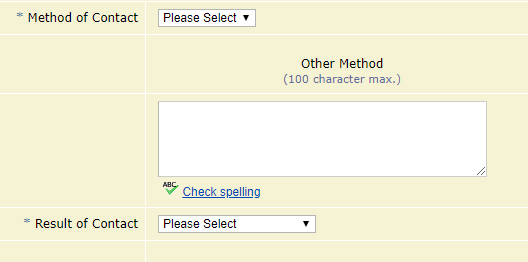 * Method of Contact Please Select
Other Method
(100 character max.)
ABC Check spelling
* Result of Contact Please Select